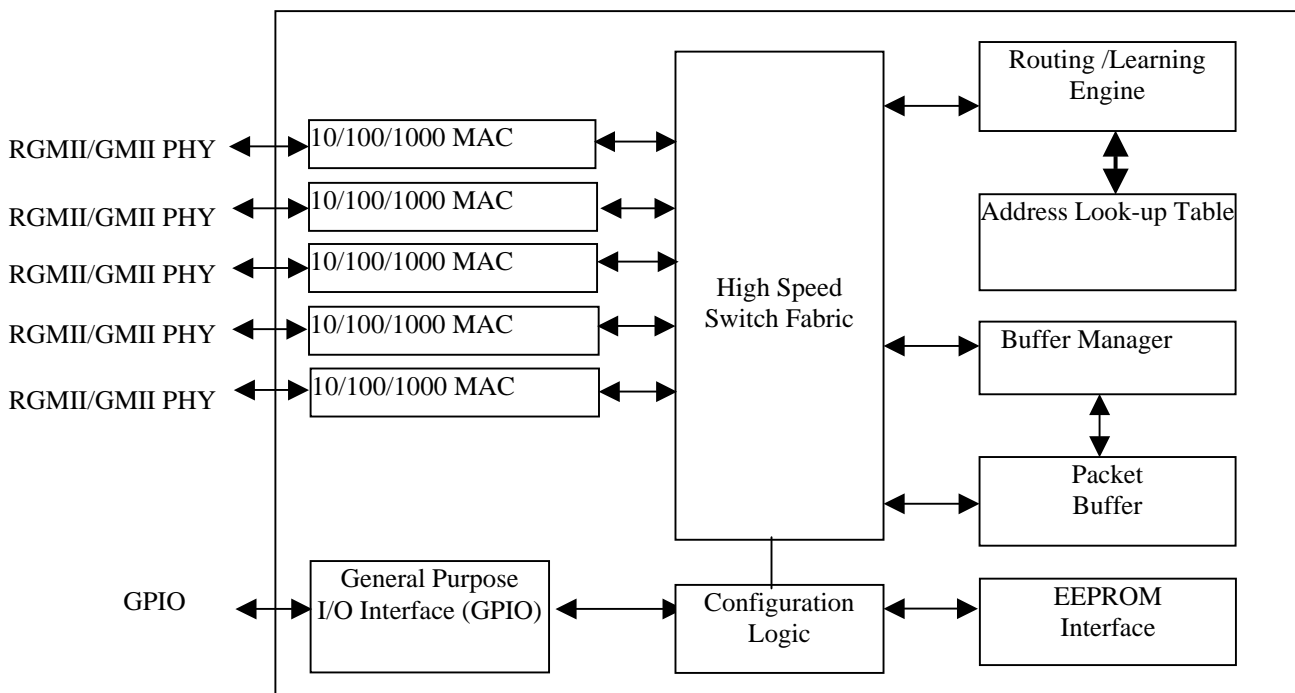 Routing /Learning
Engine
RGMII/GMII PHY
10/100/1000 MAC
RGMII/GMII PHY
10/100/1000 MAC
Address Look-up Table
RGMII/GMII PHY
10/100/1000 MAC
High Speed
Switch Fabric
RGMII/GMII PHY
10/100/1000 MAC
Buffer Manager
RGMII/GMII PHY
10/100/1000 MAC
Packet
Buffer
GPIO
General Purpose
I/O Interface (GPIO)
Configuration
Logic
EEPROM
Interface